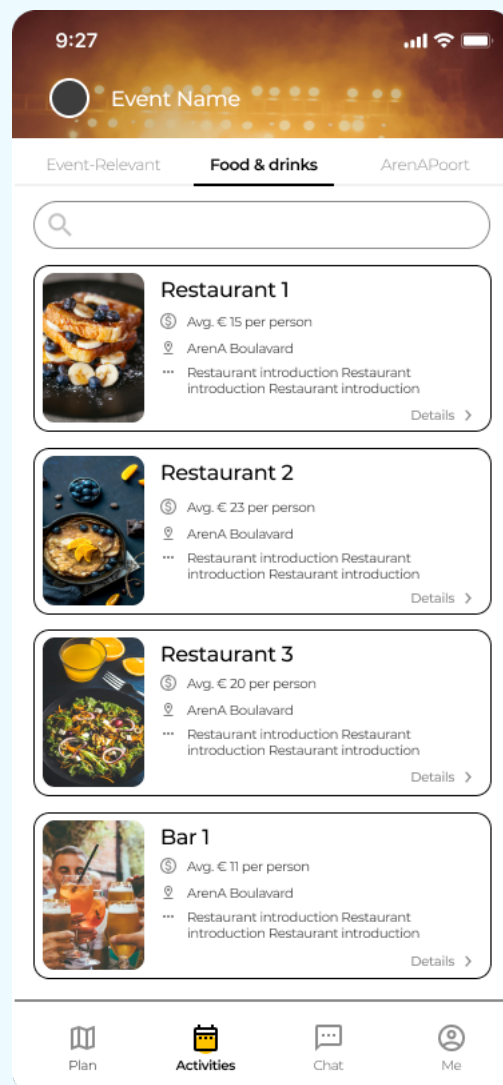 9:27
Event Name
Event-Relevant
Food & drinks
ArenAPoort
Restaurant 1
Avg. € 15 per person
ArenA Boulavard
Restaurant introduction Restaurant
introduction Restaurant introduction
Details >
Restaurant 2
Avg. € 23 per person
ArenA Boulavard
Restaurant introduction Restaurant
introduction Restaurant introduction
Details >
Restaurant 3
Avg. € 20 per person
ArenA Boulavard
Restaurant introduction Restaurant
introduction Restaurant introduction
Details >
Bar 1
Avg. € 11 per person
ArenA Boulavard
Restaurant introduction Restaurant
introduction Restaurant introduction
Details >
Plan
Activities
Chat
Me